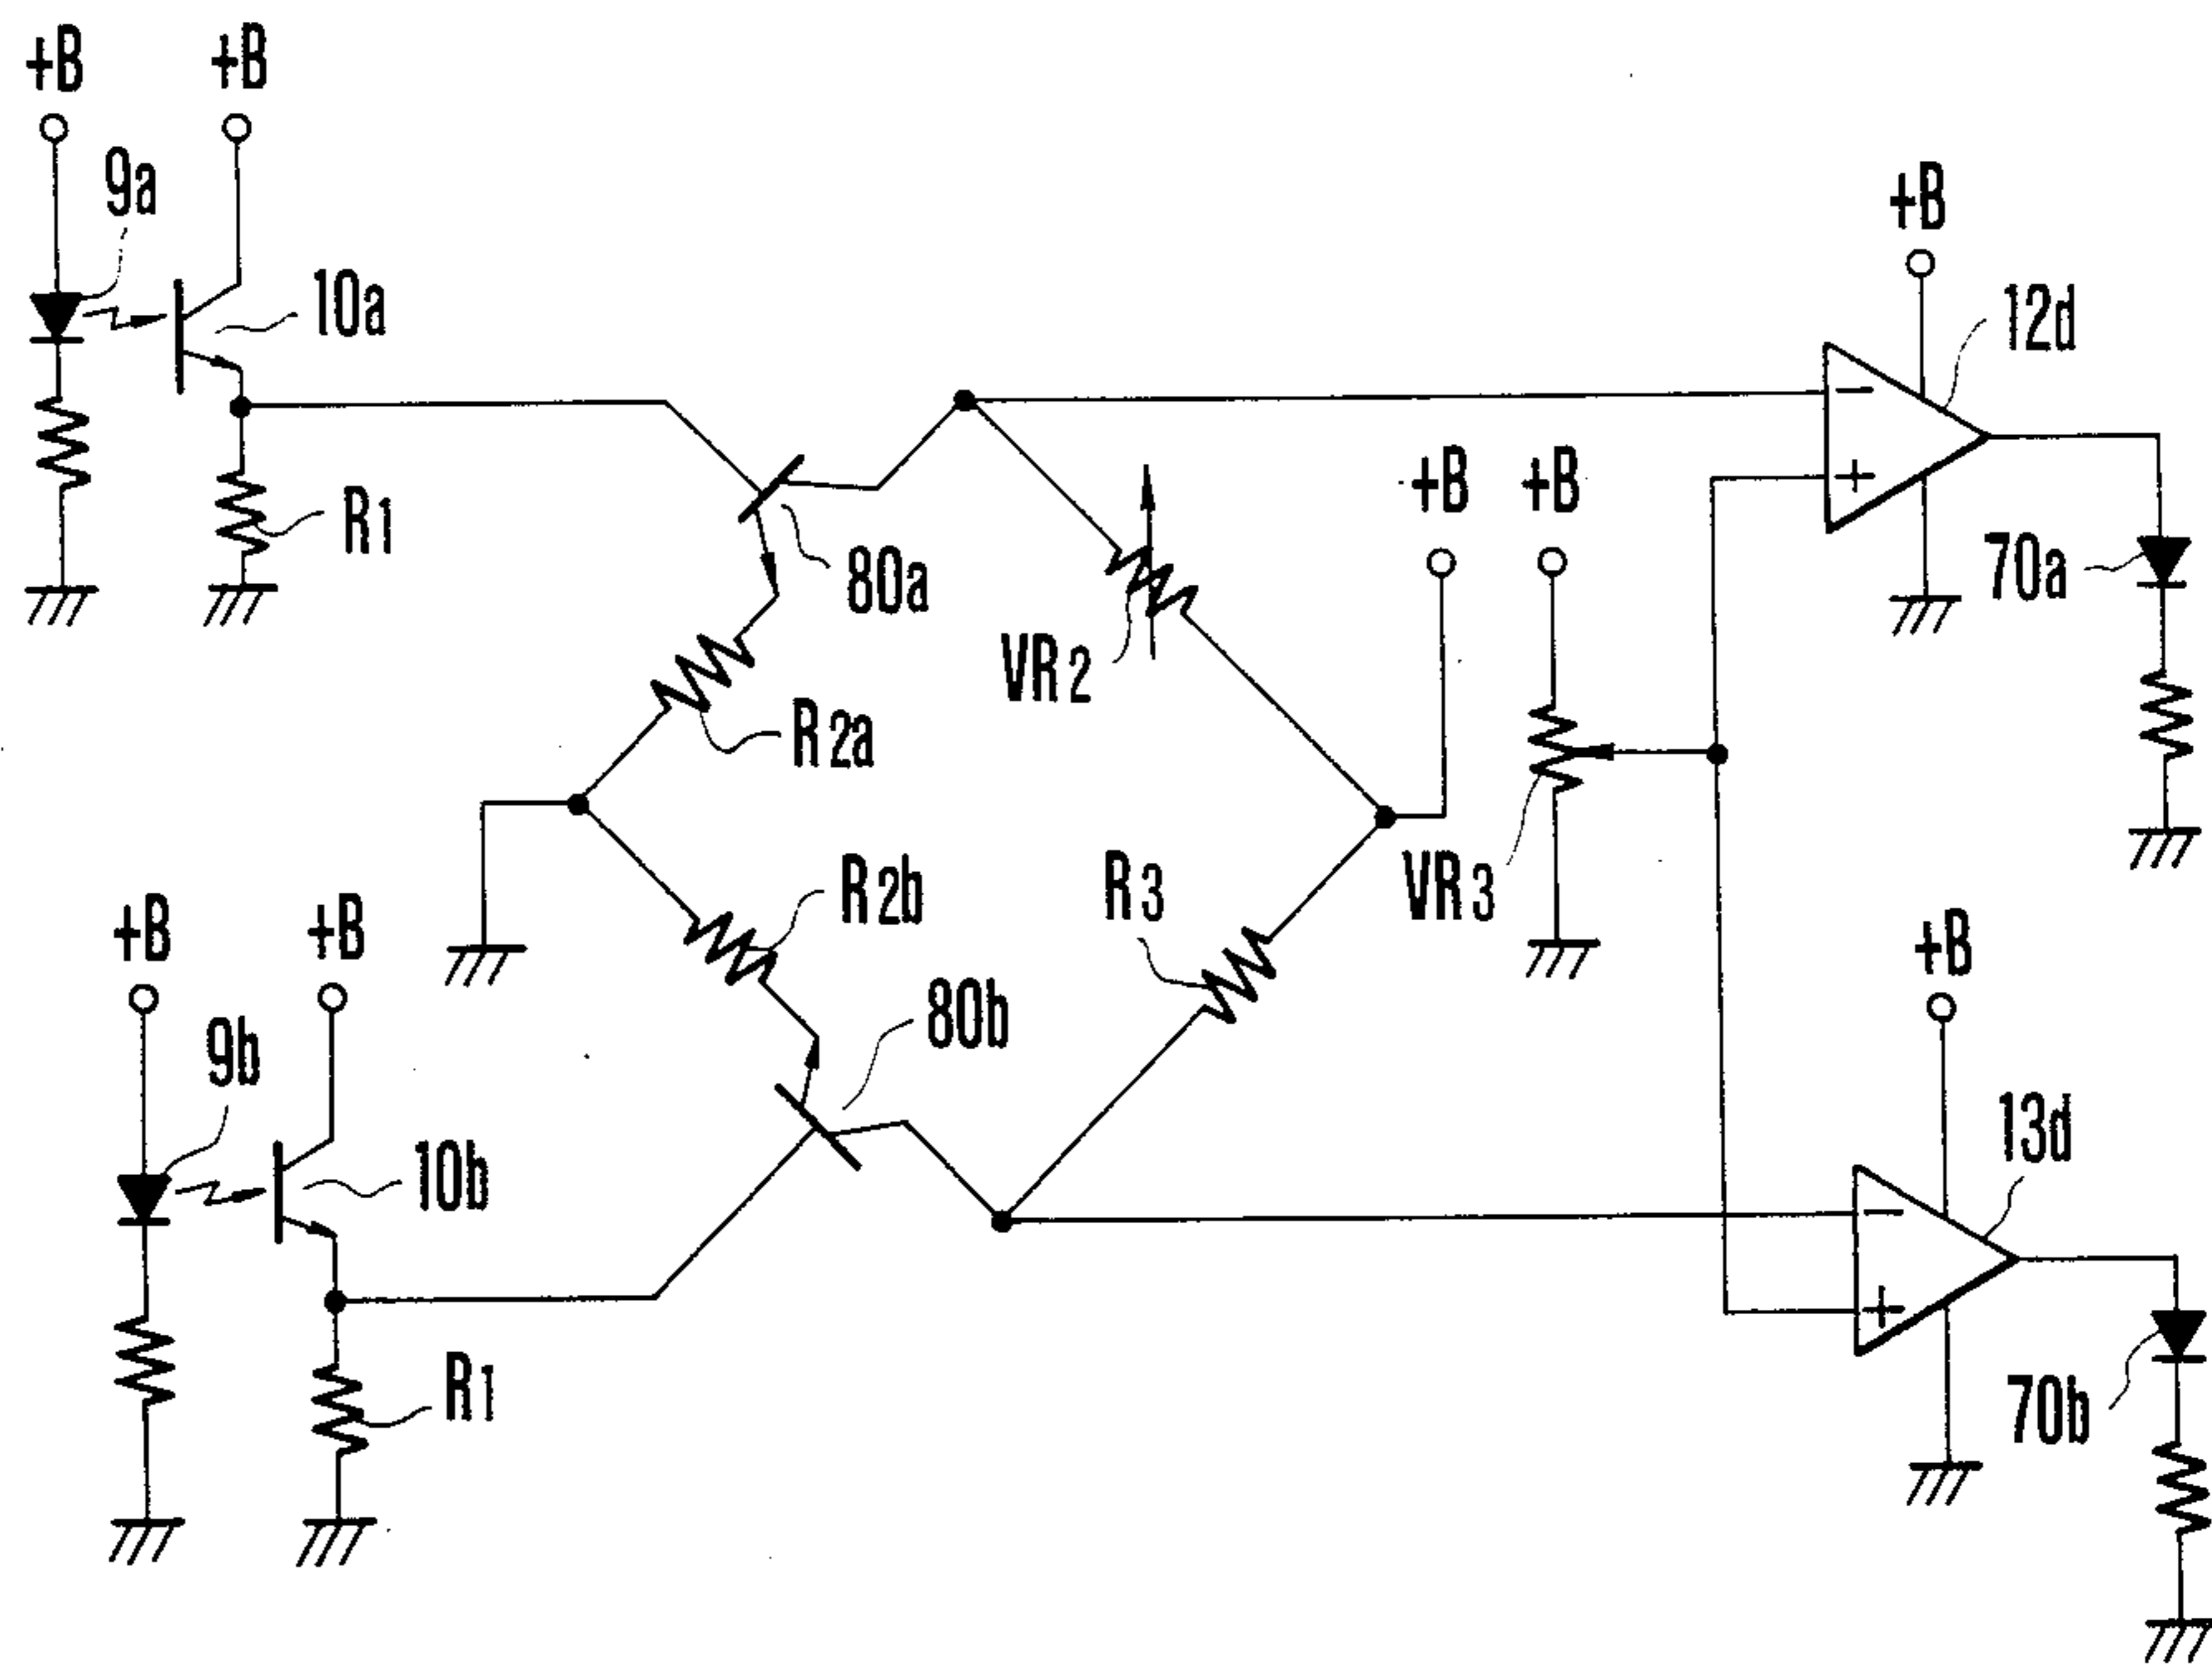 +B
+B
9a
+B
10a
12d
+B
+B
R1
80a
70a
VR2
R2a
R2b
R3
VR3
+B
+B
+B
80b
9b
13d
10b
R1
70b